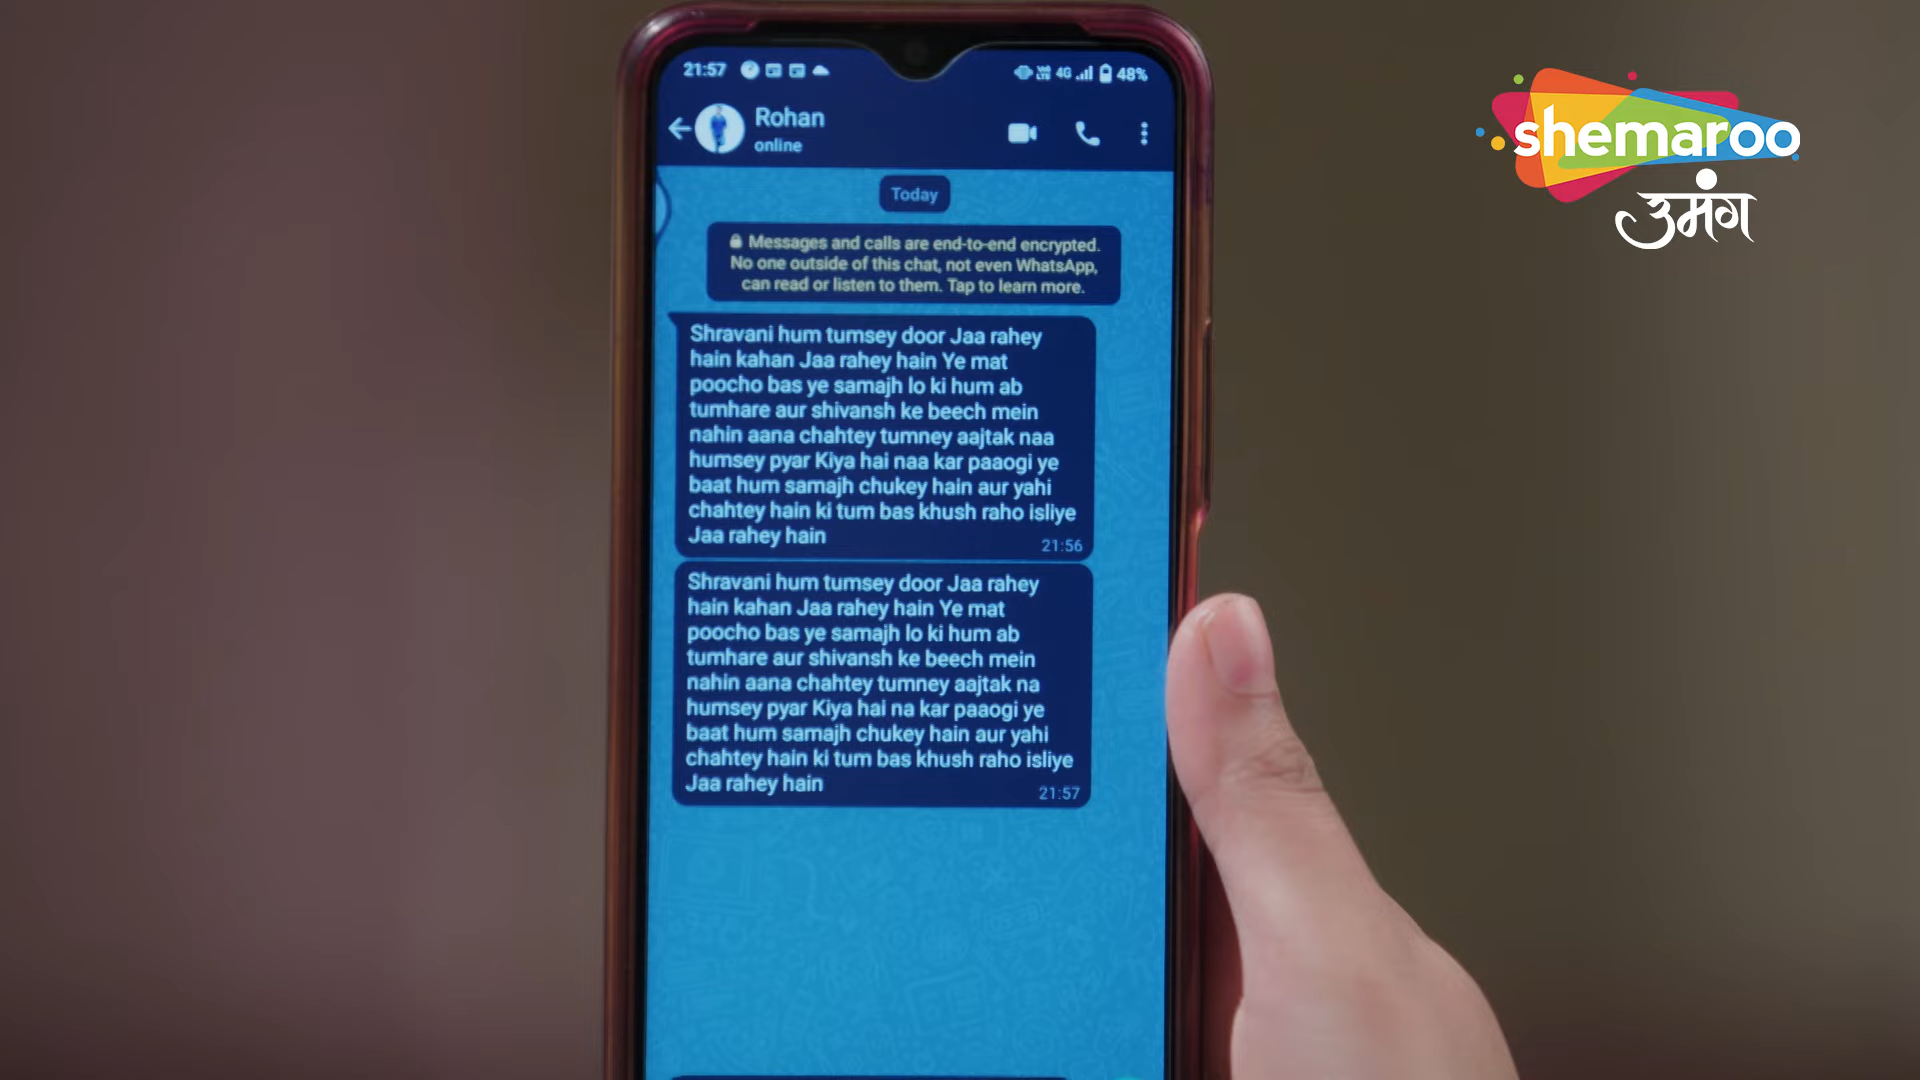 21:57
4G
48%
Rohan
online
Today
Messages and calls are end-to-end encrypted.
No one outside of this chat, not even WhatsApp,
can read or listen to them. Tap to learn more.
Shravani hum tumsey door Jaa rahey
hain kahan Jaa rahey hain Ye mat
poocho bas ye samajh lo ki hum ab
tumhare aur shivansh ke beech mein
nahin aana chahtey tumney aajtak naa
humsey pyar Kiya hai naa kar paaogi ye
baat hum samajh chukey hain aur yahi
chahtey hain ki tum bas khush raho isliye
Jaa rahey hain
21:56
Shravani hum tumsey door Jaa rahey
hain kahan Jaa rahey hain Ye mat
poocho bas ye samajh lo ki hum ab
tumhare aur shivansh ke beech mein
nahin aana chahtey tumney aajtak na
humsey pyar Kiya hai na kar paaogi ye
baat hum samajh chukey hain aur yahi
chahtey hain ki tum bas khush raho isliye
Jaa rahey hain
21:57
shemaroo
उमंग